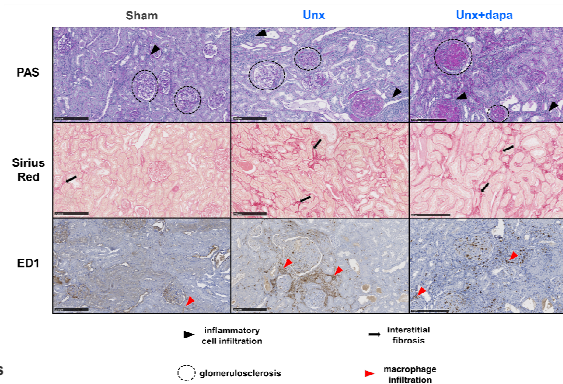 Sham Unx Unx+dapa
PAS
Sirius
Red
ED1
inflammatory
cell infiltration
interstitial
fibrosis
glomerulosclerosis
macrophage
infiltration
s